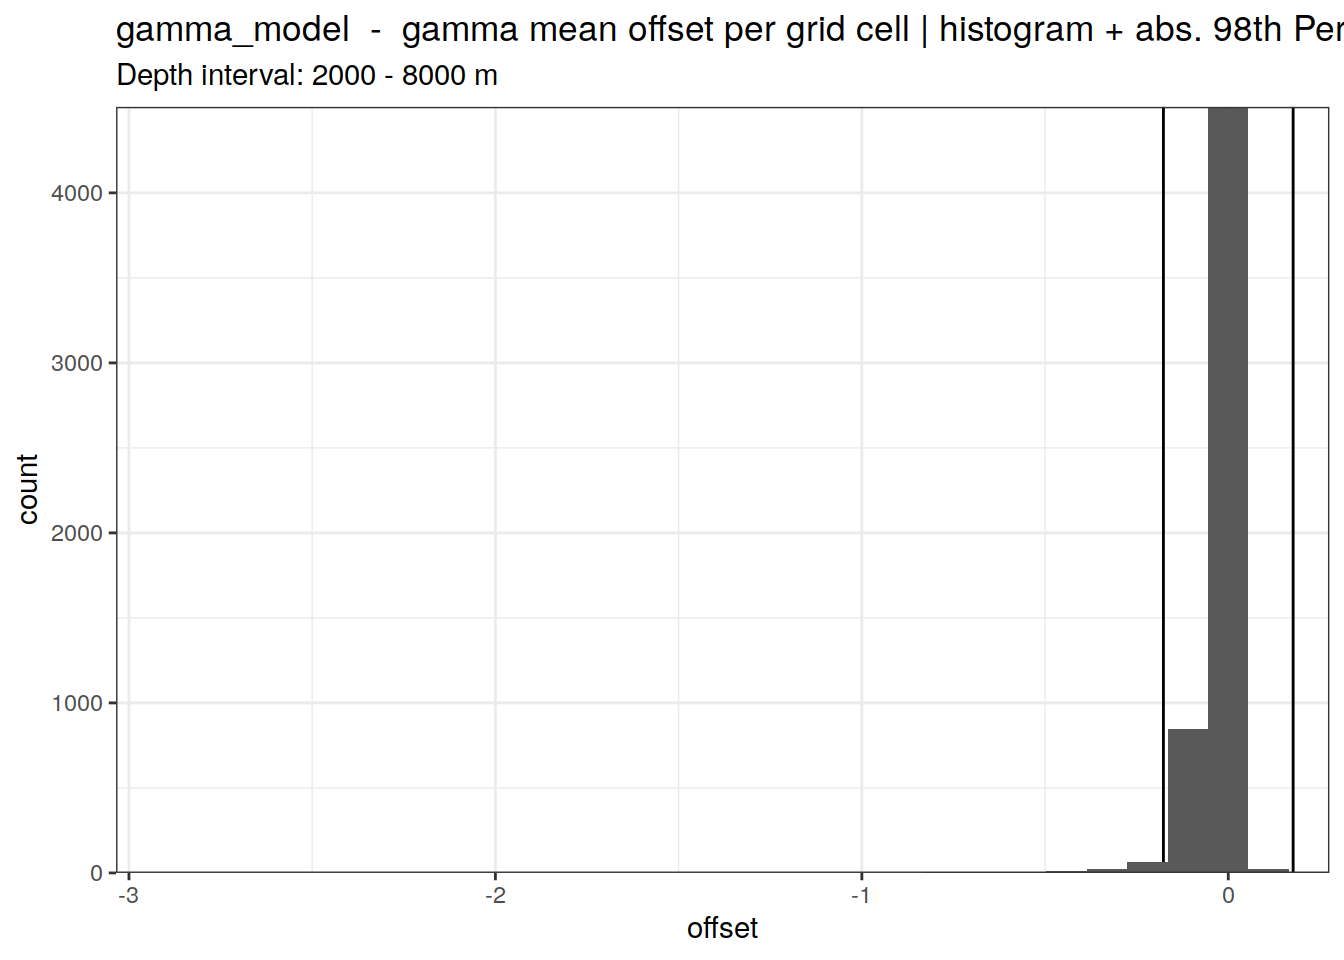 gamma_model - gamma mean offset per grid cell | histogram + abs. 98th Per
Depth interval: 2000 - 8000 m
4000
3000
2000
1000
0
count
-3 -2 -1 0
offset